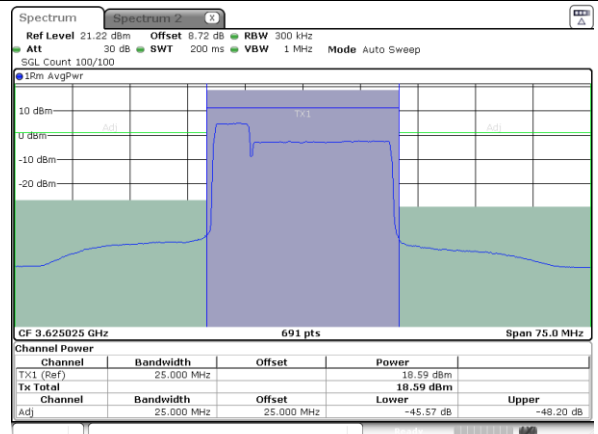 Spectrum Spectrum 2 X
Ref Level 21.22 dBm Offset 8.72 dB RBW 300 kHz
Att 30 dB SWT 200 ms VBW 1 MHz Mode Auto Sweep
SGL Count 100/100
1Rm AvgPwr
10 dBm
TX1
Adj Adj
0 dBm
-10 dBm
-20 dBm
CF 3.625025 GHz 691 pts Span 75.0 MHz
Channel Power
Channel Bandwidth Offset Power
TX1 (Ref) 25.000 MHz 18.59 dBm
Tx Total 18.59 dBm
Channel Bandwidth Offset Lower Upper
Adj 25.000 MHz 25.000 MHz -45.57 dB -48.20 dB
Ready